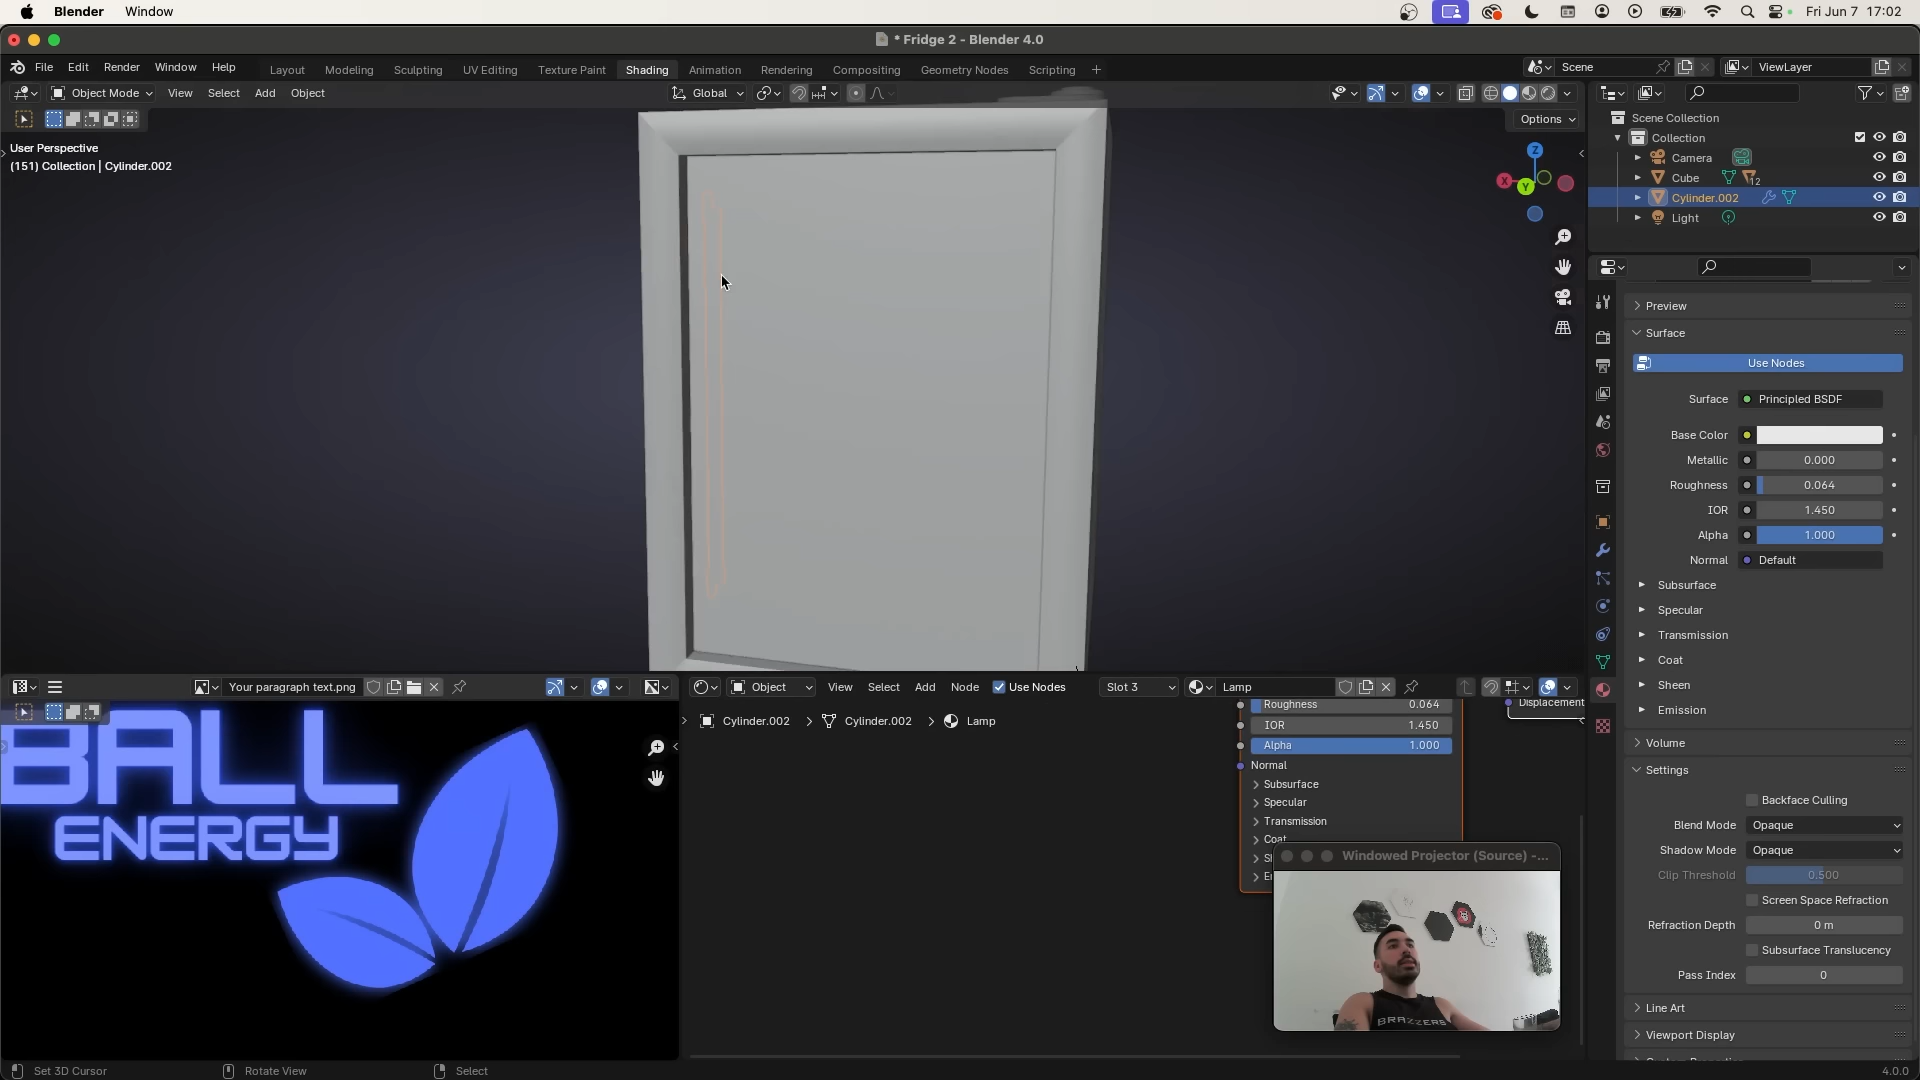 Blender Window Fri Jun 7 17:02
* Fridge 2 - Blender 4.0
File Edit Render Window Help Layout Modeling Sculpting UV Editing Texture Paint Shading Animation Rendering Compositing Geometry Nodes Scripting + Scene ViewLayer
Object Mode View Select Add Object Global
Options
User Perspective
(151) Collection | Cylinder.002
Z
X
Y
Scene Collection
Collection
Camera
Cube 12
Cylinder.002
Light
Preview
Surface
Use Nodes
Surface Principled BSDF
Base Color
Metallic 0.000
Roughness 0.064
IOR 1.450
Alpha 1.000
Normal Default
Subsurface
Specular
Transmission
Coat
Sheen
Emission
Volume
Settings
Backface Culling
Blend Mode Opaque
Shadow Mode Opaque
Clip Threshold 0.500
Screen Space Refraction
Refraction Depth 0 m
Subsurface Translucency
Pass Index 0
Line Art
Viewport Display
Your paragraph text.png
BALL
ENERGY
Object View Select Add Node Use Nodes Slot 3 Lamp
Cylinder.002 > Cylinder.002 > Lamp
Displacement
Roughness 0.064
IOR 1.450
Alpha 1.000
Normal
Subsurface
Specular
Transmission
Coat
Windowed Projector (Source) -...
BRAZZERS
Set 3D Cursor Rotate View Select 4.0.0